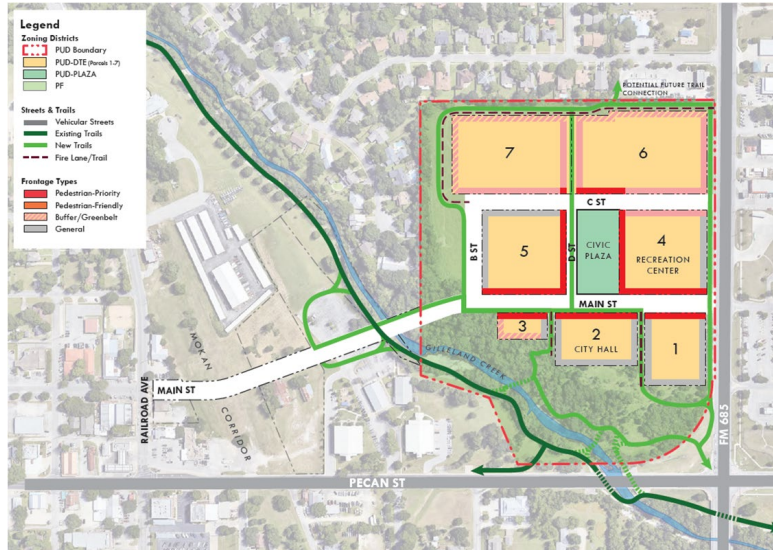 Legend
Zoning Districts
PUD Boundary
PUD-DTE (Parcels 1-7)
PUD-PLAZA
PF
Streets & Trails
Vehicular Streets
Existing Trails
New Trails
Fire Lane/Trail
Frontage Types
Pedestrian-Priority
Pedestrian-Friendly
Buffer/Greenbelt
General
POTENTIAL FUTURE TRAIL
CONNECTION
7
6
C ST
B ST
5
D ST
CIVIC
PLAZA
4
RECREATION
CENTER
MAIN ST
3
2
CITY HALL
1
GILLELAND CREEK
MOKAN
CORRIDOR
RAILROAD AVE
MAIN ST
FM 685
PECAN ST